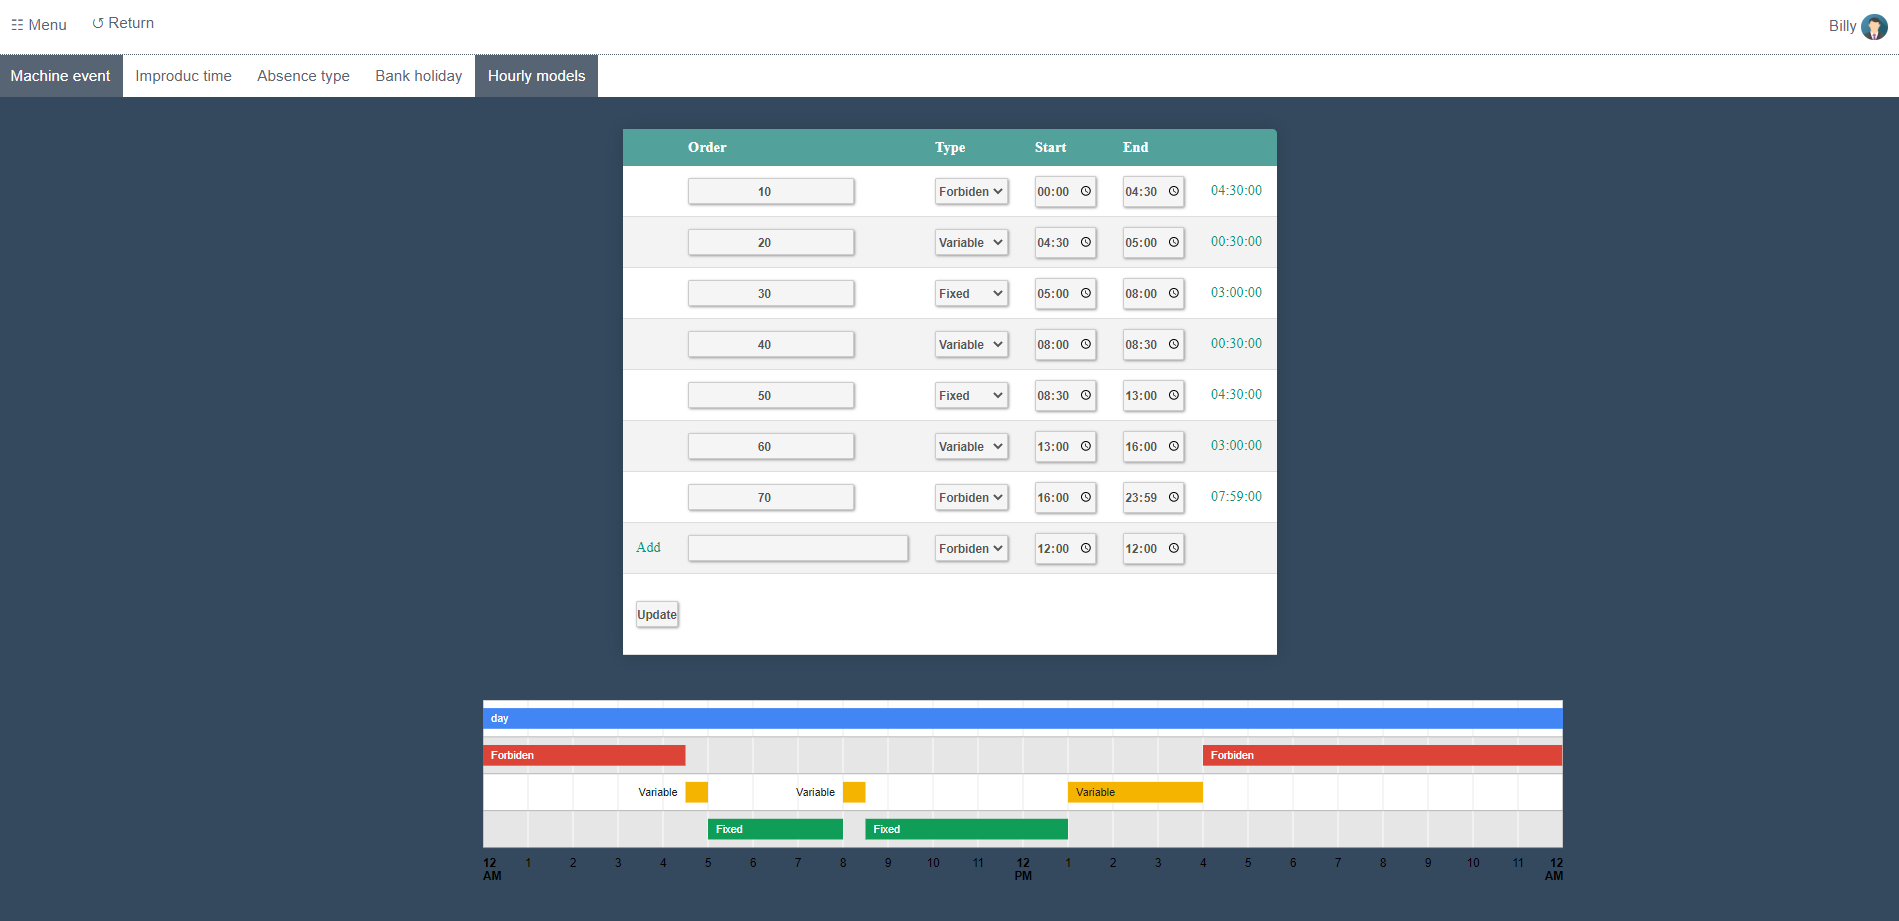 ☷ Menu ↺ Return Billy
Machine event Improduc time Absence type Bank holiday Hourly models
Order Type Start End
10 Forbiden 00:00 04:30 04:30:00
20 Variable 04:30 05:00 00:30:00
30 Fixed 05:00 08:00 03:00:00
40 Variable 08:00 08:30 00:30:00
50 Fixed 08:30 13:00 04:30:00
60 Variable 13:00 16:00 03:00:00
70 Forbiden 16:00 23:59 07:59:00
Add Forbiden 12:00 12:00
Update
day
Forbiden Forbiden
Variable Variable Variable
Fixed Fixed
12 1 2 3 4 5 6 7 8 9 10 11 12 1 2 3 4 5 6 7 8 9 10 11 12
AM PM AM